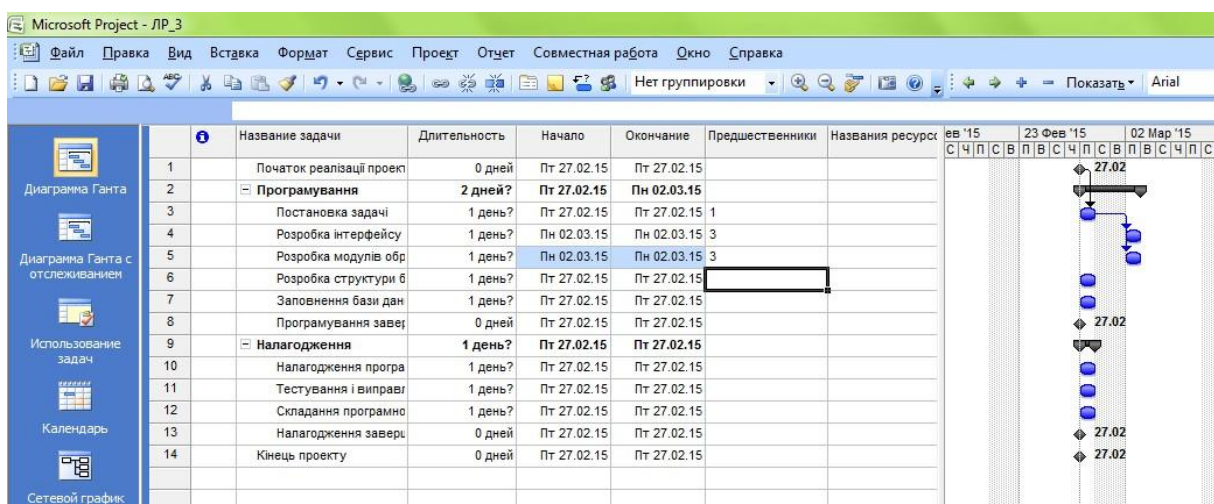 Microsoft Project - ЛР_3
Файл Правка Вид Вставка Формат Сервис Проект Отчет Совместная работа Окно Справка
Нет группировки Показать Arial
Название задачи Длительность Начало Окончание Предшественники Названия ресурсс ев '15 23 Фев '15 02 Мар '15
С Ч П С В П В С Ч П С В П В С Ч П С
1 Початок реалізації проект 0 дней Пт 27.02.15 Пт 27.02.15 27.02
2 Програмування 2 дней? Пт 27.02.15 Пн 02.03.15
3 Постановка задачі 1 день? Пт 27.02.15 Пт 27.02.15 1
4 Розробка інтерфейсу 1 день? Пн 02.03.15 Пн 02.03.15 3
5 Розробка модулів обр 1 день? Пн 02.03.15 Пн 02.03.15 3
6 Розробка структури б 1 день? Пт 27.02.15 Пт 27.02.15
7 Заповнення бази дан 1 день? Пт 27.02.15 Пт 27.02.15
8 Програмування завер 0 дней Пт 27.02.15 Пт 27.02.15 27.02
9 Налагодження 1 день? Пт 27.02.15 Пт 27.02.15
10 Налагодження програ 1 день? Пт 27.02.15 Пт 27.02.15
11 Тестування і виправл 1 день? Пт 27.02.15 Пт 27.02.15
12 Складання програмно 1 день? Пт 27.02.15 Пт 27.02.15
13 Налагодження заверш 0 дней Пт 27.02.15 Пт 27.02.15 27.02
14 Кінець проекту 0 дней Пт 27.02.15 Пт 27.02.15 27.02
Диаграмма Ганта
Диаграмма Ганта с
отслеживанием
Использование
задач
Календарь
Сетевой график